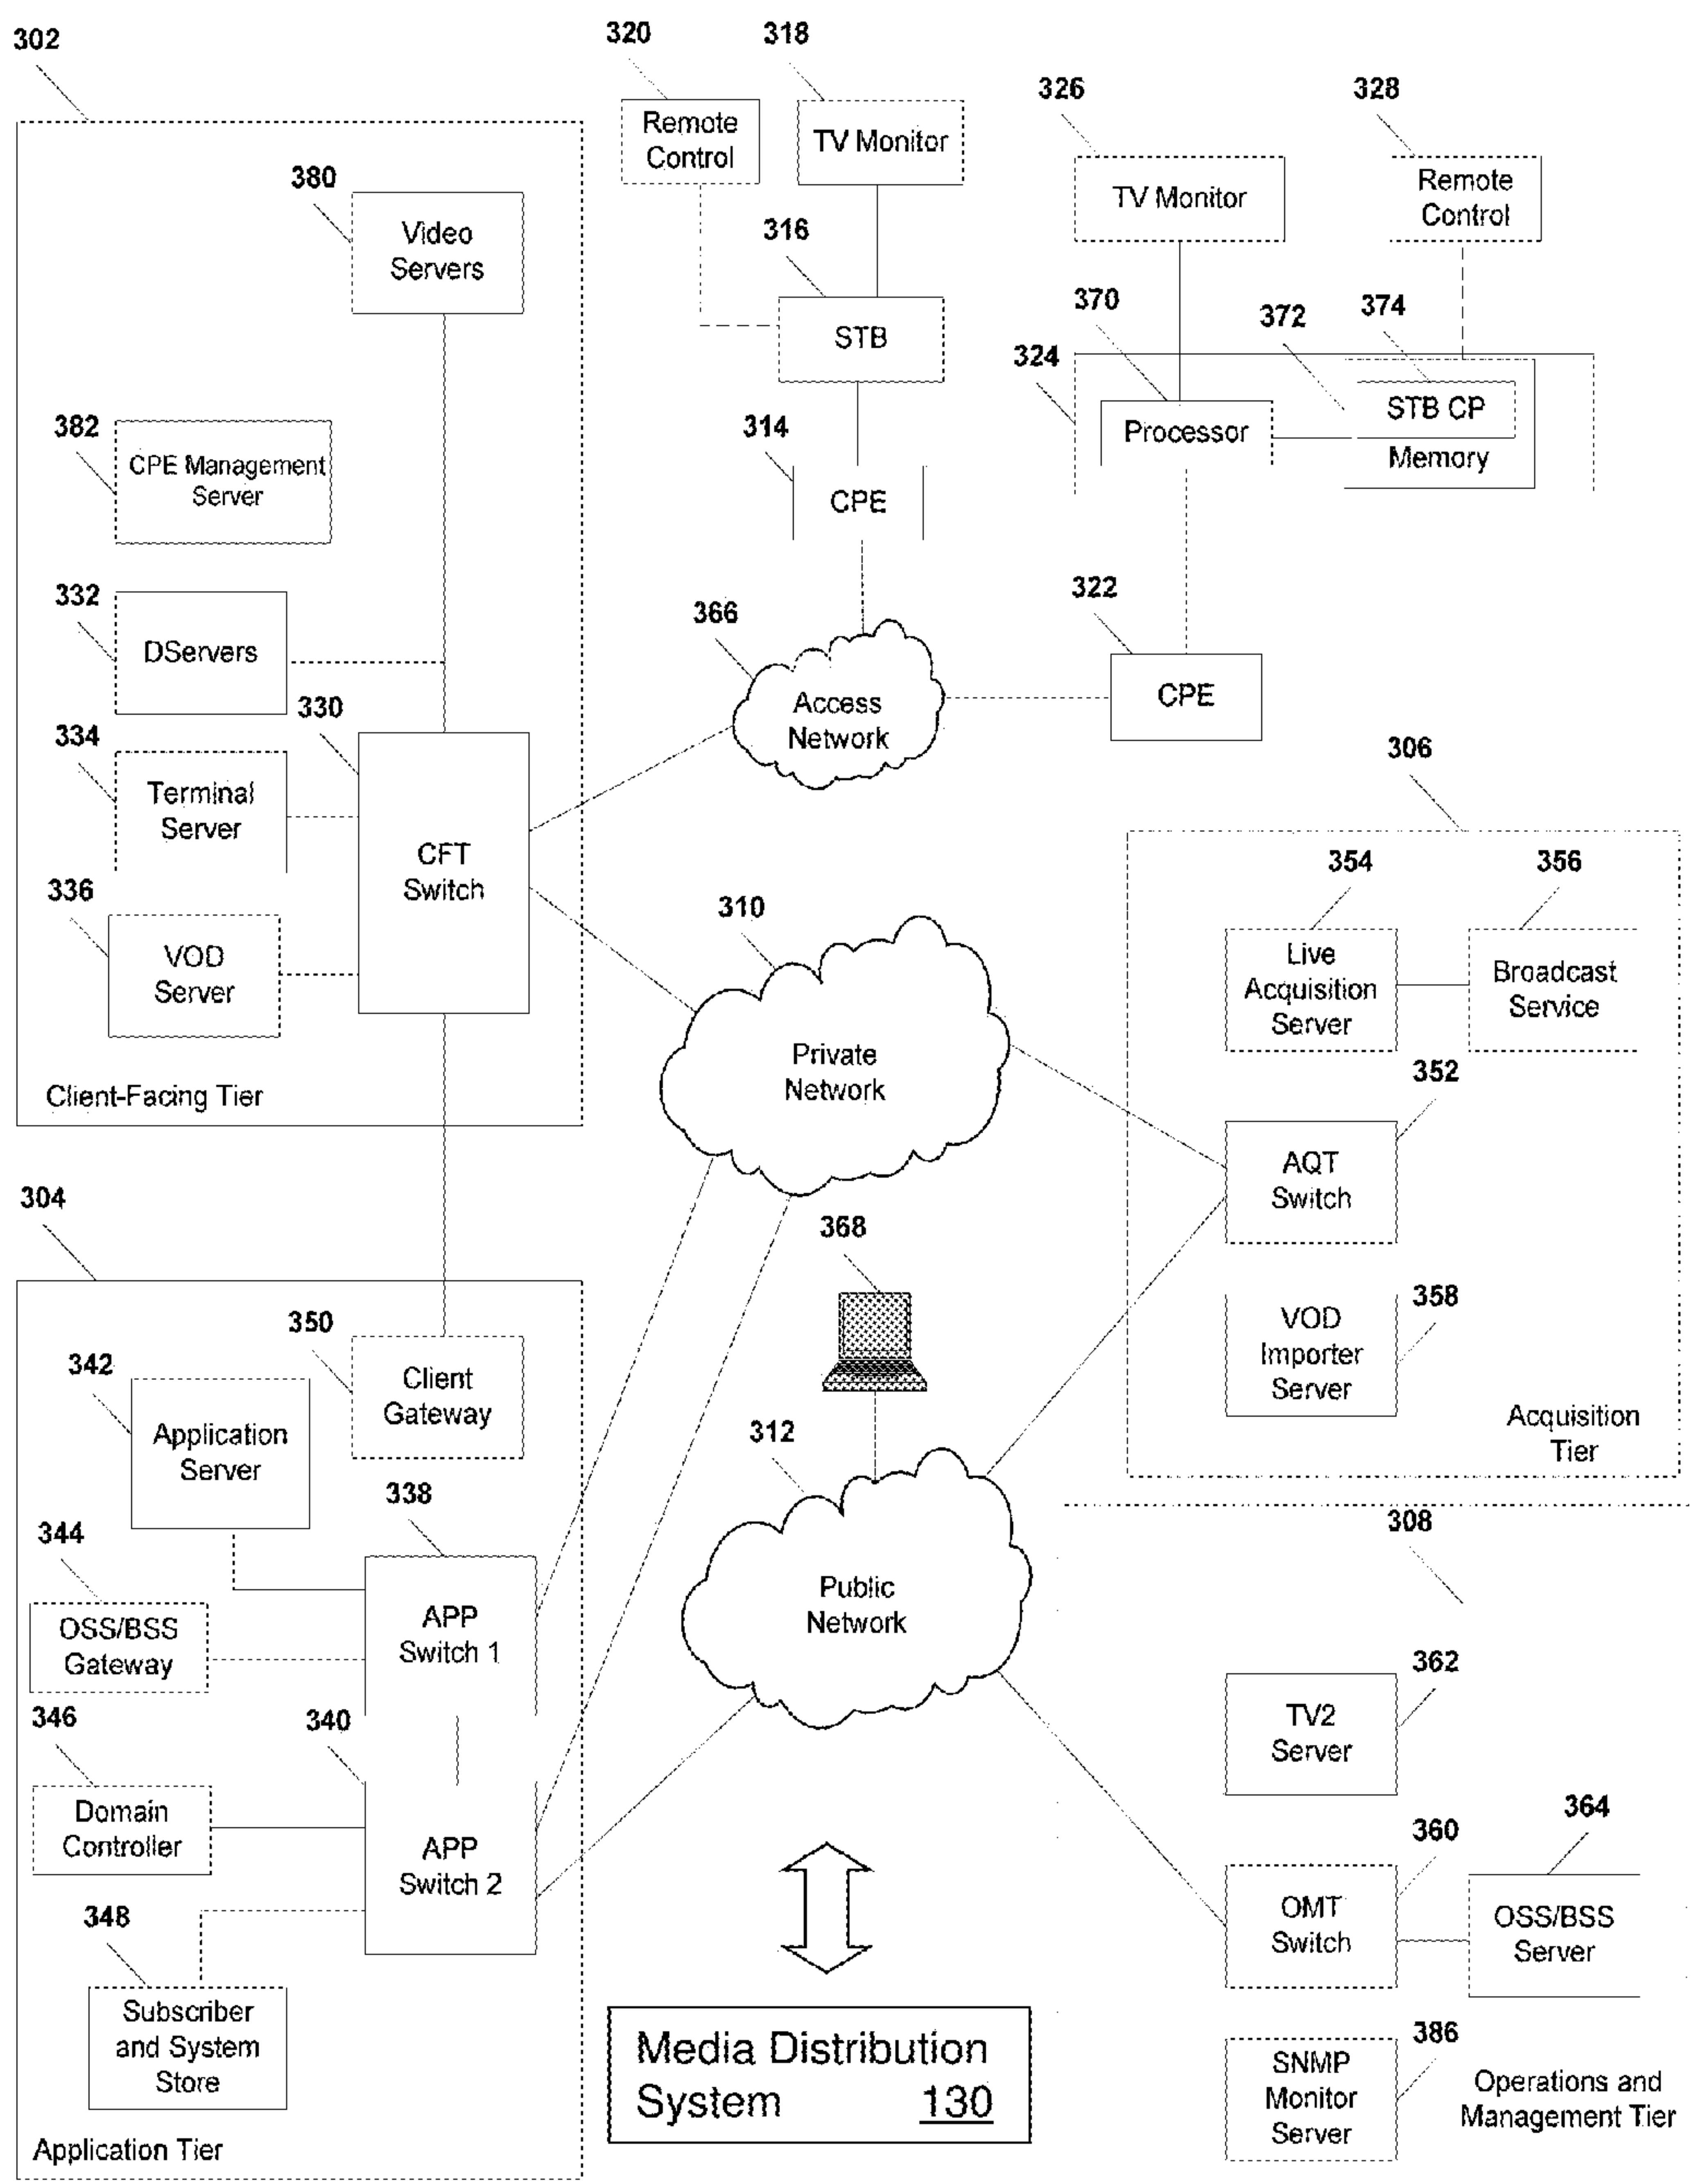 302
320
318
326
328
Remote
Control
TV Monitor
TV Monitor
Remote
Control
380
Video
Servers
316
STB
370
372
374
324
Processor
STB CP
Memory
382
CPE Management
Server
314
CPE
332
DServers
366
Access
Network
322
CPE
330
334
Terminal
Server
CFT
Switch
336
VOD
Server
Client-Facing Tier
306
354
356
Live
Acquisition
Server
Broadcast
Service
310
Private
Network
352
AQT
Switch
358
VOD
Importer
Server
Acquisition
Tier
304
368
350
Client
Gateway
342
Application
Server
312
Public
Network
338
344
OSS/BSS
Gateway
APP
Switch 1
308
346
340
Domain
Controller
APP
Switch 2
362
TV2
Server
364
360
OMT
Switch
OSS/BSS
Server
348
Subscriber
and System
Store
Application Tier
Media Distribution
System 130
386
SNMP
Monitor
Server
Operations and
Management Tier